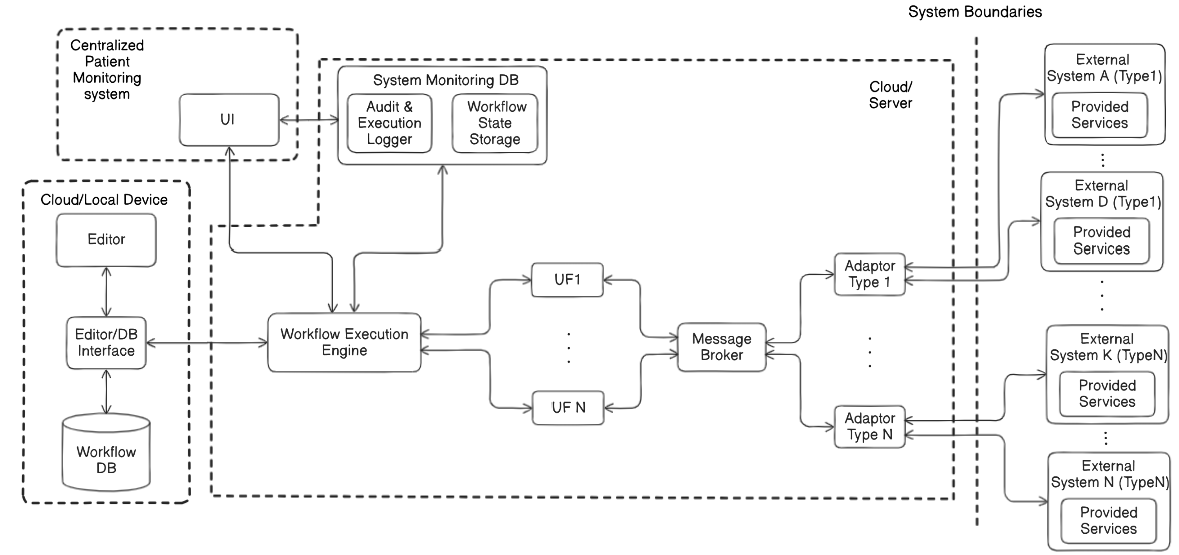 System Boundaries
Centralized
Patient
Monitoring
system
UI
System Monitoring DB
Audit &
Execution
Logger
Workflow
State
Storage
Cloud/
Server
External
System A (Type1)
Provided
Services
External
System D (Type1)
Provided
Services
Cloud/Local Device
Editor
Editor/DB
Interface
Workflow
DB
Workflow Execution
Engine
UF1
UF N
Message
Broker
Adaptor
Type 1
Adaptor
Type N
External
System K (TypeN)
Provided
Services
External
System N (TypeN)
Provided
Services